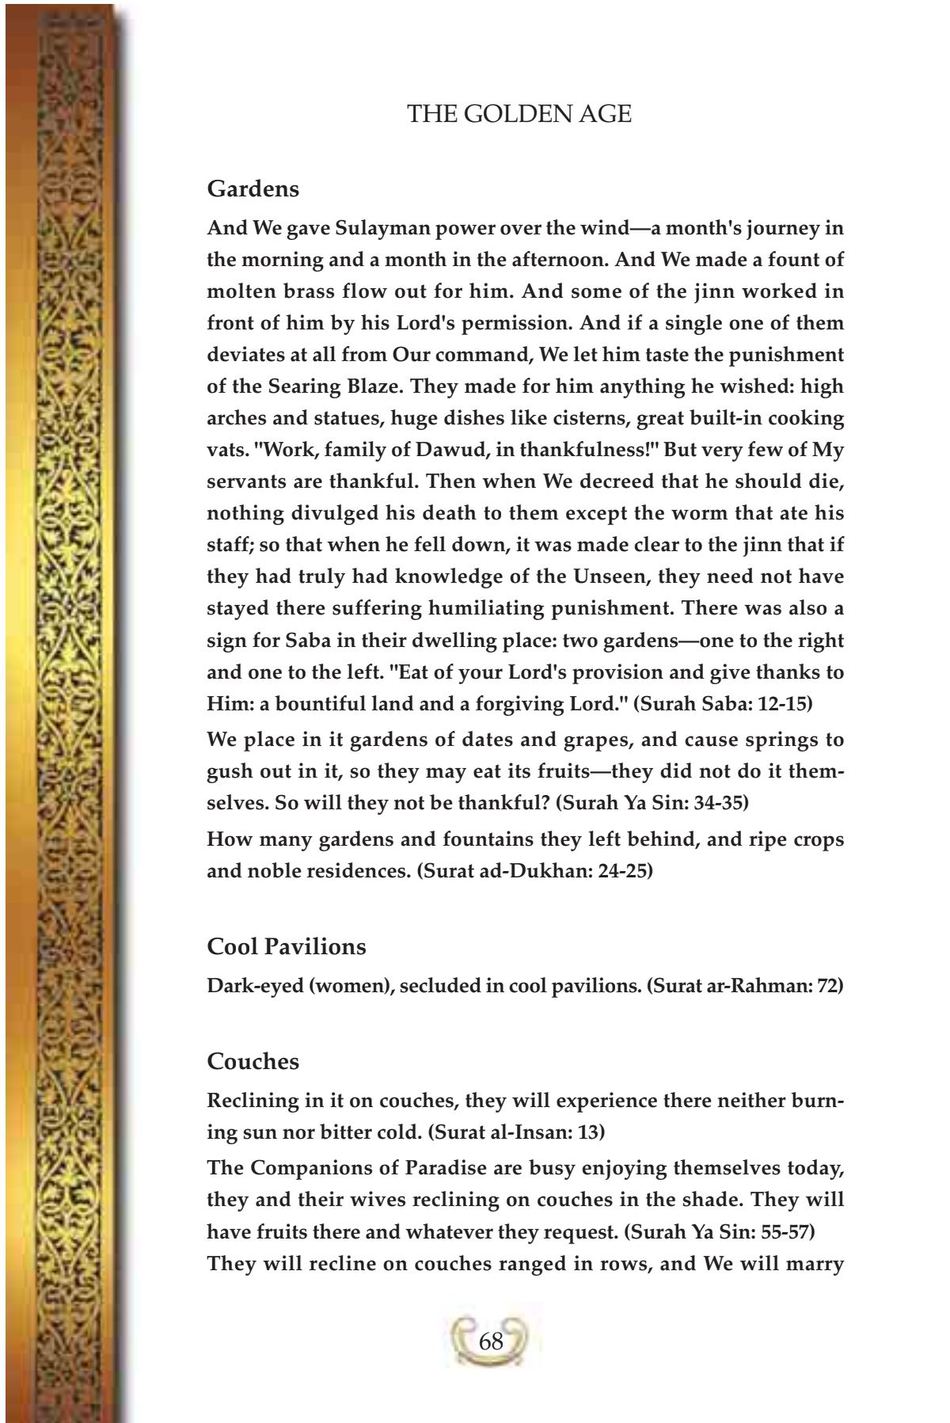 THE GOLDEN AGE
Gardens
And We gave Sulayman power over the wind—a month's journey in
the morning and a month in the afternoon. And We made a fount of
molten brass flow out for him. And some of the jinn worked in
front of him by his Lord's permission. And if a single one of them
deviates at all from Our command, We let him taste the punishment
of the Searing Blaze. They made for him anything he wished: high
arches and statues, huge dishes like cisterns, great built-in cooking
vats. "Work, family of Dawud, in thankfulness!" But very few of My
servants are thankful. Then when We decreed that he should die,
nothing divulged his death to them except the worm that ate his
staff; so that when he fell down, it was made clear to the jinn that if
they had truly had knowledge of the Unseen, they need not have
stayed there suffering humiliating punishment. There was also a
sign for Saba in their dwelling place: two gardens—one to the right
and one to the left. "Eat of your Lord's provision and give thanks to
Him: a bountiful land and a forgiving Lord." (Surah Saba: 12-15)
We place in it gardens of dates and grapes, and cause springs to
gush out in it, so they may eat its fruits—they did not do it them-
selves. So will they not be thankful? (Surah Ya Sin: 34-35)
How many gardens and fountains they left behind, and ripe crops
and noble residences. (Surat ad-Dukhan: 24-25)
Cool Pavilions
Dark-eyed (women), secluded in cool pavilions. (Surat ar-Rahman: 72)
Couches
Reclining in it on couches, they will experience there neither burn-
ing sun nor bitter cold. (Surat al-Insan: 13)
The Companions of Paradise are busy enjoying themselves today,
they and their wives reclining on couches in the shade. They will
have fruits there and whatever they request. (Surah Ya Sin: 55-57)
They will recline on couches ranged in rows, and We will marry
68